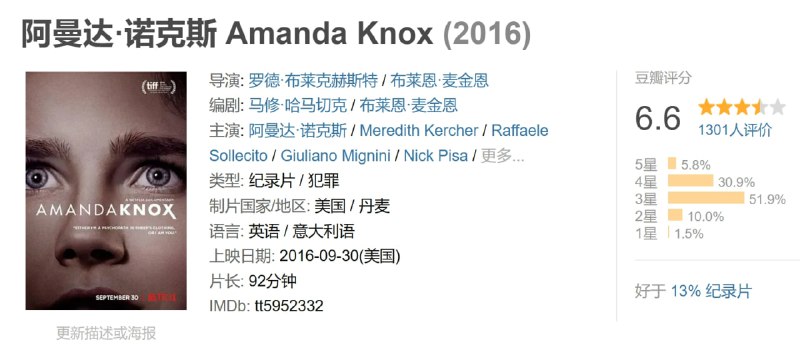 阿曼达·诺克斯 Amanda Knox (2016)
tiff
A NETFLIX DOCUMENTARY
AMANDA KNOX
"EITHER I'M A PSYCHOPATH IN SHEEP'S CLOTHING,
OR I AM YOU."
SEPTEMBER 30
NETFLIX
更新描述或海报
导演: 罗德·布莱克赫斯特 / 布莱恩·麦金恩
编剧: 马修·哈马切克 / 布莱恩·麦金恩
主演: 阿曼达·诺克斯 / Meredith Kercher / Raffaele
Sollecito / Giuliano Mignini / Nick Pisa / 更多...
类型: 纪录片 / 犯罪
制片国家/地区: 美国 / 丹麦
语言: 英语 / 意大利语
上映日期: 2016-09-30(美国)
片长: 92分钟
IMDb: tt5952332
豆瓣评分
6.6
1301人评价
5星 5.8%
4星 30.9%
3星 51.9%
2星 10.0%
1星 1.5%
好于 13% 纪录片